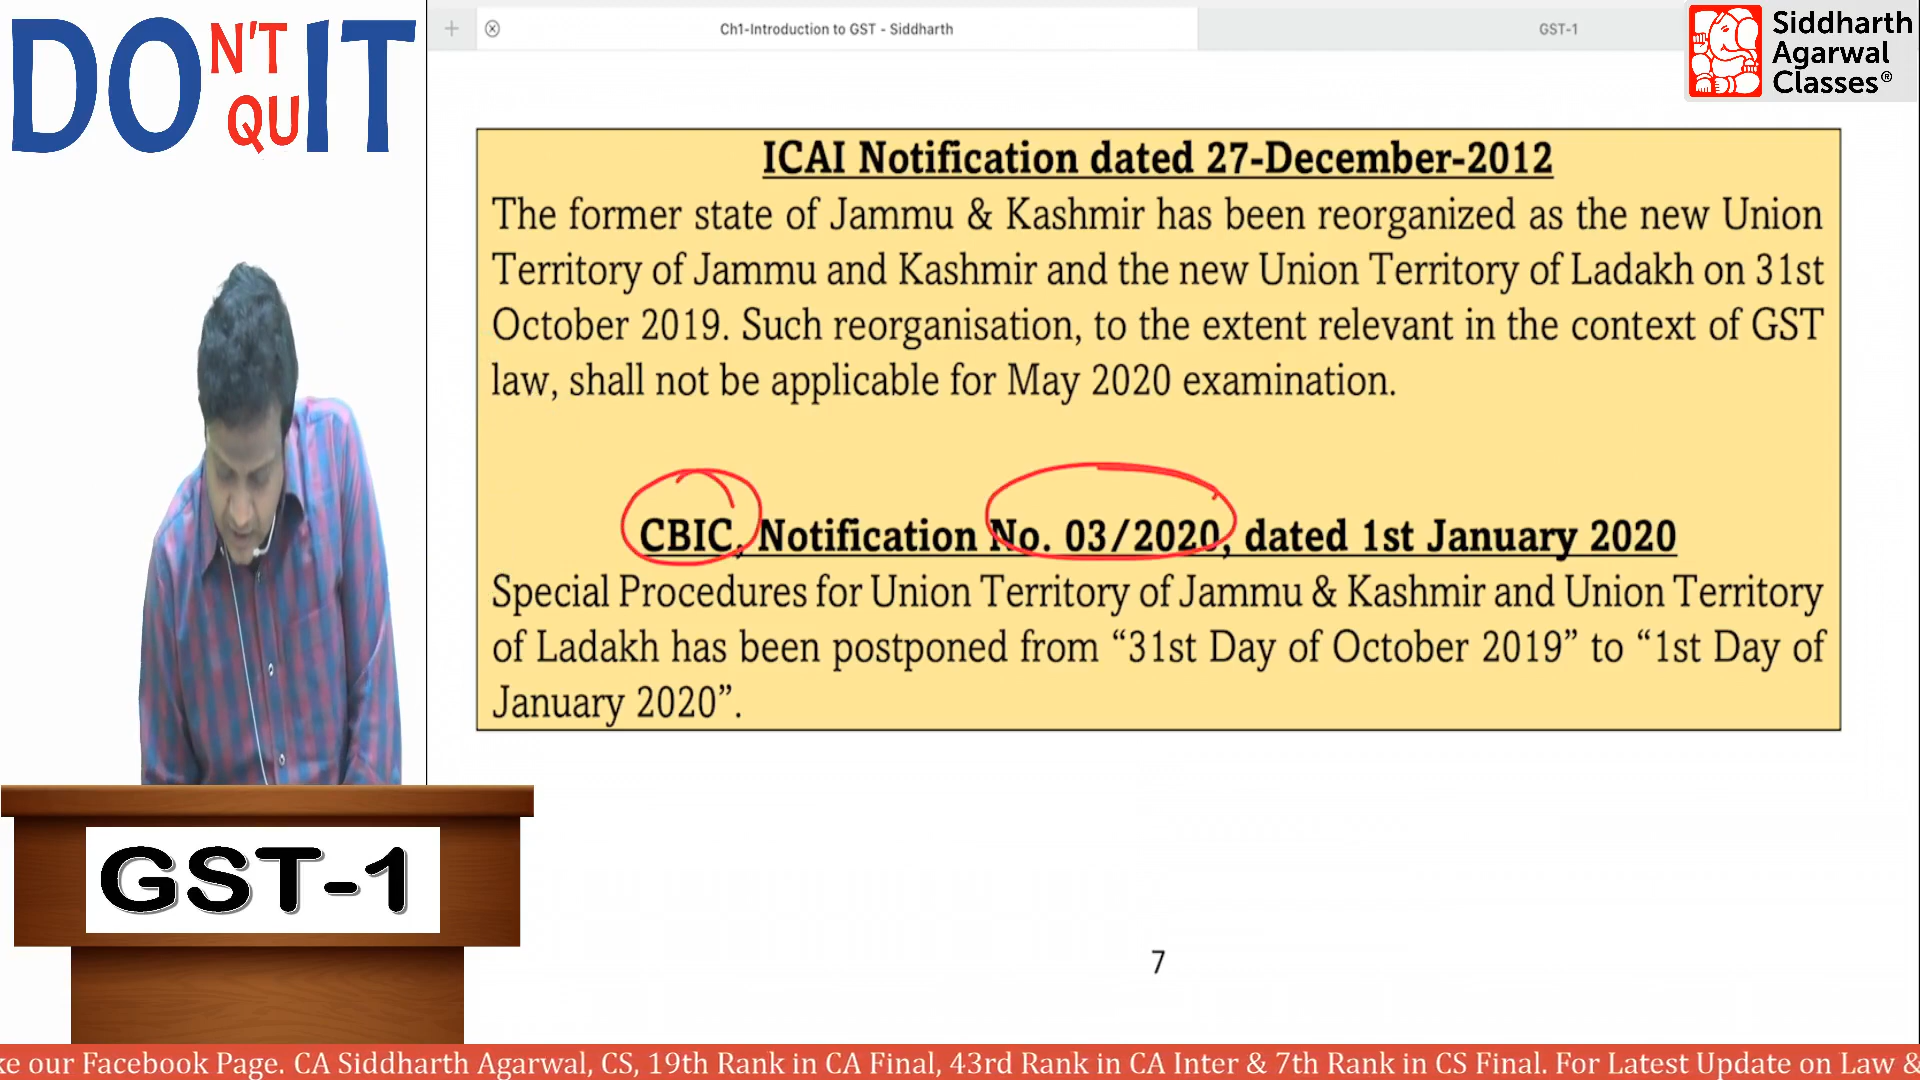 DON'T QUIT
Ch1-Introduction to GST - Siddharth
GST-1
Siddharth
Agarwal
Classes®
ICAI Notification dated 27-December-2012
The former state of Jammu & Kashmir has been reorganized as the new Union
Territory of Jammu and Kashmir and the new Union Territory of Ladakh on 31st
October 2019. Such reorganisation, to the extent relevant in the context of GST
law, shall not be applicable for May 2020 examination.
CBIC, Notification No. 03/2020, dated 1st January 2020
Special Procedures for Union Territory of Jammu & Kashmir and Union Territory
of Ladakh has been postponed from “31st Day of October 2019” to “1st Day of
January 2020”.
GST-1
7
ke our Facebook Page. CA Siddharth Agarwal, CS, 19th Rank in CA Final, 43rd Rank in CA Inter & 7th Rank in CS Final. For Latest Update on Law &